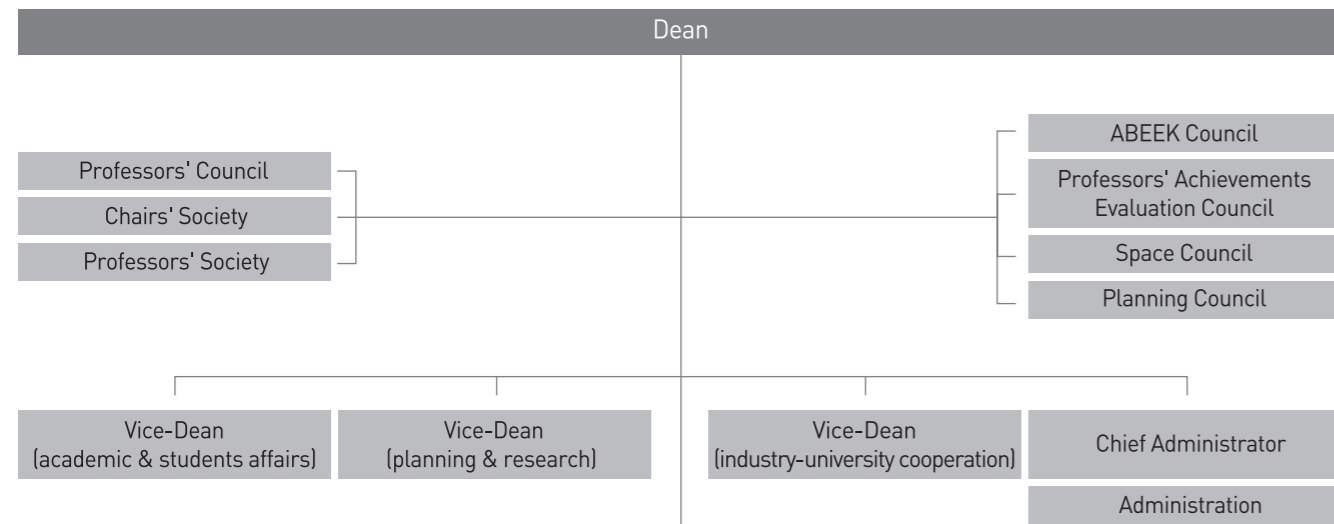 Dean
Professors' Council
Chairs' Society
Professors' Society
ABEEK Council
Professors' Achievements
Evaluation Council
Space Council
Planning Council
Vice-Dean
(academic & students affairs)
Vice-Dean
(planning & research)
Vice-Dean
(industry-university cooperation)
Chief Administrator
Administration